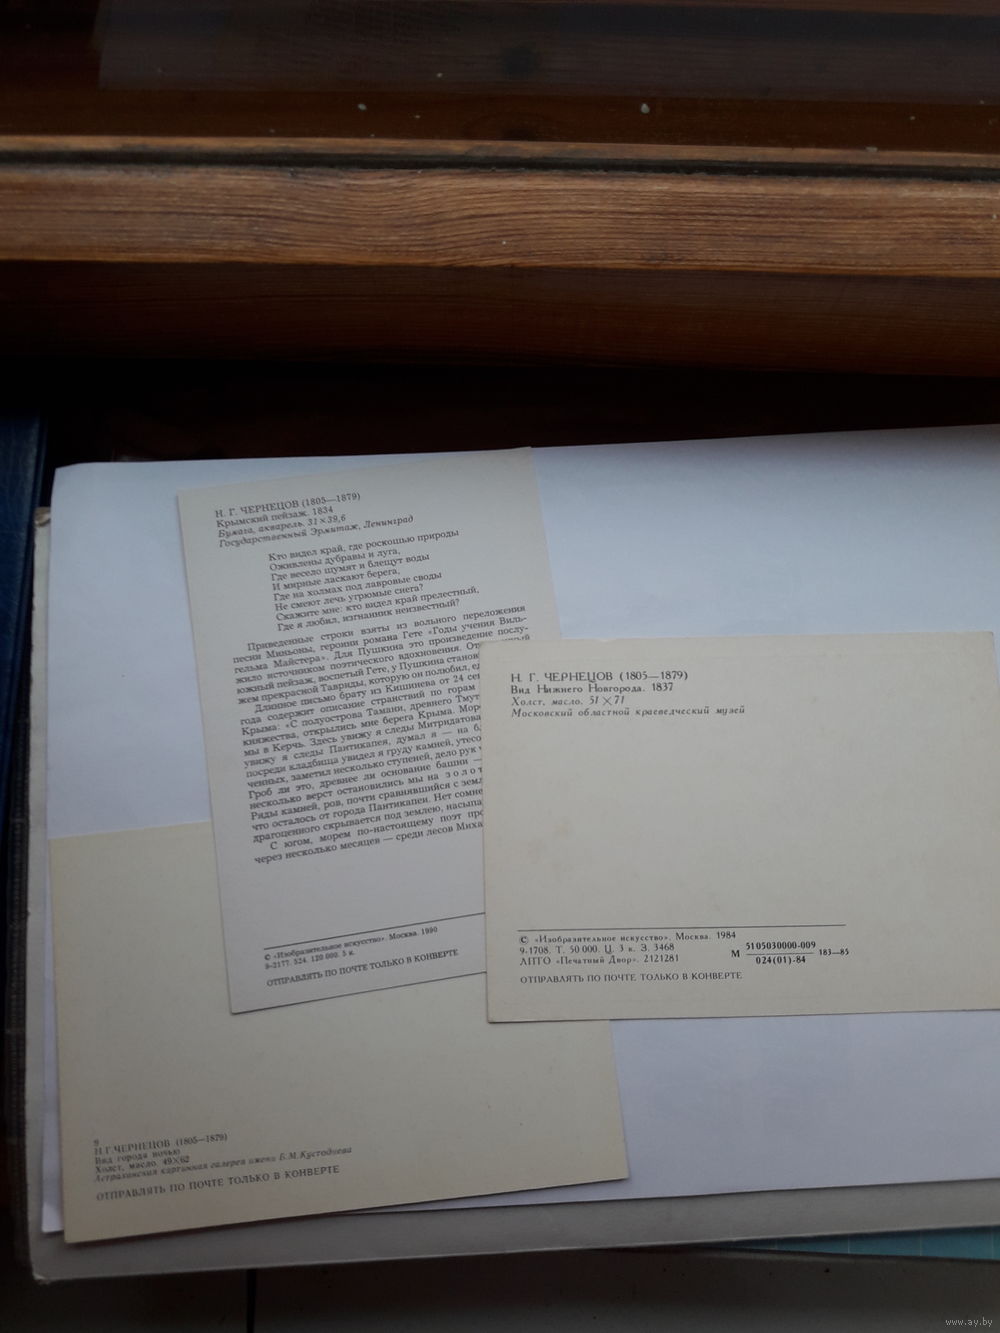 Н. Г. ЧЕРНЕЦОВ (1805—1879)
Крымский пейзаж. 1834
Бумага, акварель. 31×39,6
Государственный Эрмитаж, Ленинград
Кто видел край, где роскошью природы
Оживлены дубравы и луга,
Где весело шумят и блещут воды
И мирные ласкают берега,
Где на холмах под лавровые своды
Не смеют лечь угрюмые снега?
Скажите мне: кто видел край прелестный,
Где я любил, изгнанник неизвестный?
Приведенные строки взяты из вольного переложения
песни Миньоны, героини романа Гете «Годы учения Виль-
гельма Мейстера». Для Пушкина это произведение послу-
жило источником поэтического вдохновения.
южный пейзаж, воспетый Гете, у Пушкина
жем прекрасной Тавриды, которую он полюбил,
Длинное письмо брату из Кишинева от 24
года содержит описание странствий по горам
Крыма: «С полуострова Тамани, древнего
княжества, открылись мне берега Крыма.
мы в Керчь. Здесь увижу я следы
увижу я следы Пантикапея, думал я — на
посреди кладбища увидел я груду камней,
ченных, заметил несколько ступеней, дело рук
Гроб ли это, древнее ли основание башни —
несколько верст остановились мы на
Ряды камней, ров, почти сравнявшийся с
что осталось от города Пантикапеи. Нет
драгоценного скрывается под землею,
С югом, морем по-настоящему поэт
через несколько месяцев — среди лесов
© «Изобразительное искусство». Москва. 1990
9-2177. 524. 120 000. 5 к.
ОТПРАВЛЯТЬ ПО ПОЧТЕ ТОЛЬКО В КОНВЕРТЕ
Н. Г. ЧЕРНЕЦОВ (1805—1879)
Вид Нижнего Новгорода. 1837
Холст, масло. 51×71
Московский областной краеведческий музей
© «Изобразительное искусство». Москва. 1984
9-1708. Т. 50 000. Ц. 3 к. З. 3468
ЛПТО «Печатный Двор». 2121281
М 5105030000-009
024(01)-84
183—85
ОТПРАВЛЯТЬ ПО ПОЧТЕ ТОЛЬКО В КОНВЕРТЕ
9
Н. Г. ЧЕРНЕЦОВ (1805—1879)
Вид города ночью
Холст, масло. 49×62
Астраханская картинная галерея имени Б. М. Кустодиева
ОТПРАВЛЯТЬ ПО ПОЧТЕ ТОЛЬКО В КОНВЕРТЕ
www.ay.by